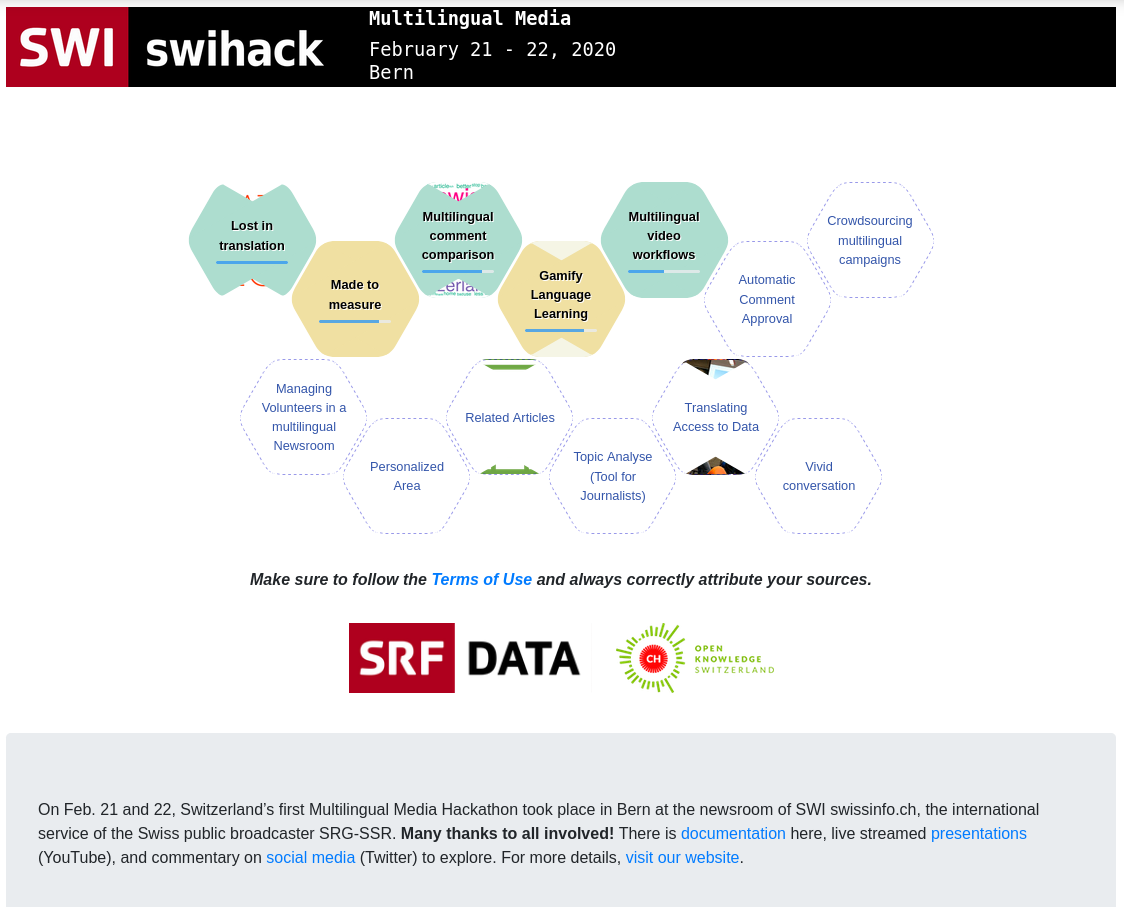 SWI swihack
Multilingual Media
February 21 - 22, 2020
Bern
Lost in
translation
Made to
measure
Multilingual
comment
comparison
Gamify
Language
Learning
Multilingual
video
workflows
Automatic
Comment
Approval
Crowdsourcing
multilingual
campaigns
Managing
Volunteers in a
multilingual
Newsroom
Personalized
Area
Related Articles
Topic Analyse
(Tool for
Journalists)
Translating
Access to Data
Vivid
conversation
Make sure to follow the Terms of Use and always correctly attribute your sources.
SRF DATA
CH
OPEN
KNOWLEDGE
SWITZERLAND
On Feb. 21 and 22, Switzerland's first Multilingual Media Hackathon took place in Bern at the newsroom of SWI swissinfo.ch, the international
service of the Swiss public broadcaster SRG-SSR. Many thanks to all involved! There is documentation here, live streamed presentations
(YouTube), and commentary on social media (Twitter) to explore. For more details, visit our website.